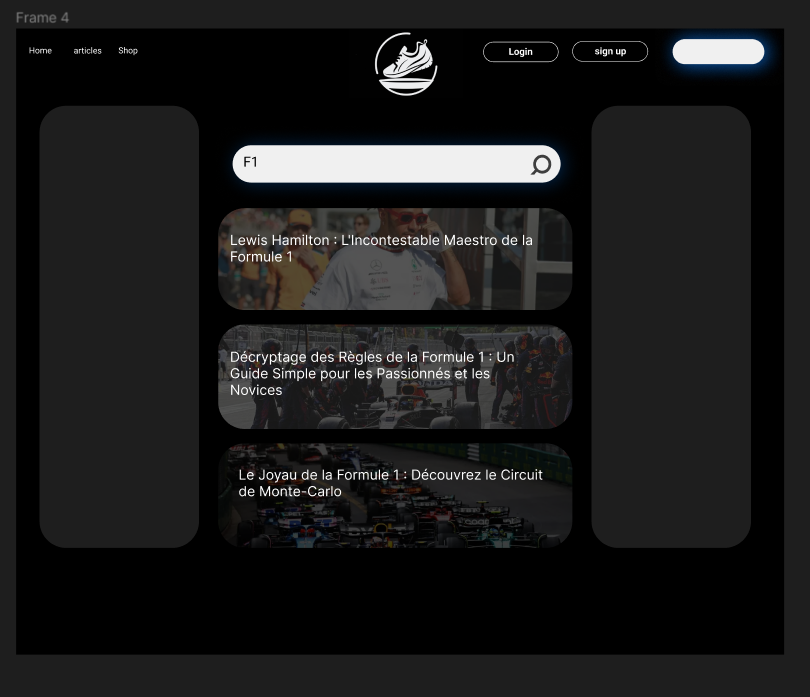 Frame 4
Home articles Shop Login sign up
F1
Lewis Hamilton : L'Incontestable Maestro de la
Formule 1
Décryptage des Règles de la Formule 1 : Un
Guide Simple pour les Passionnés et les
Novices
Le Joyau de la Formule 1 : Découvrez le Circuit
de Monte-Carlo